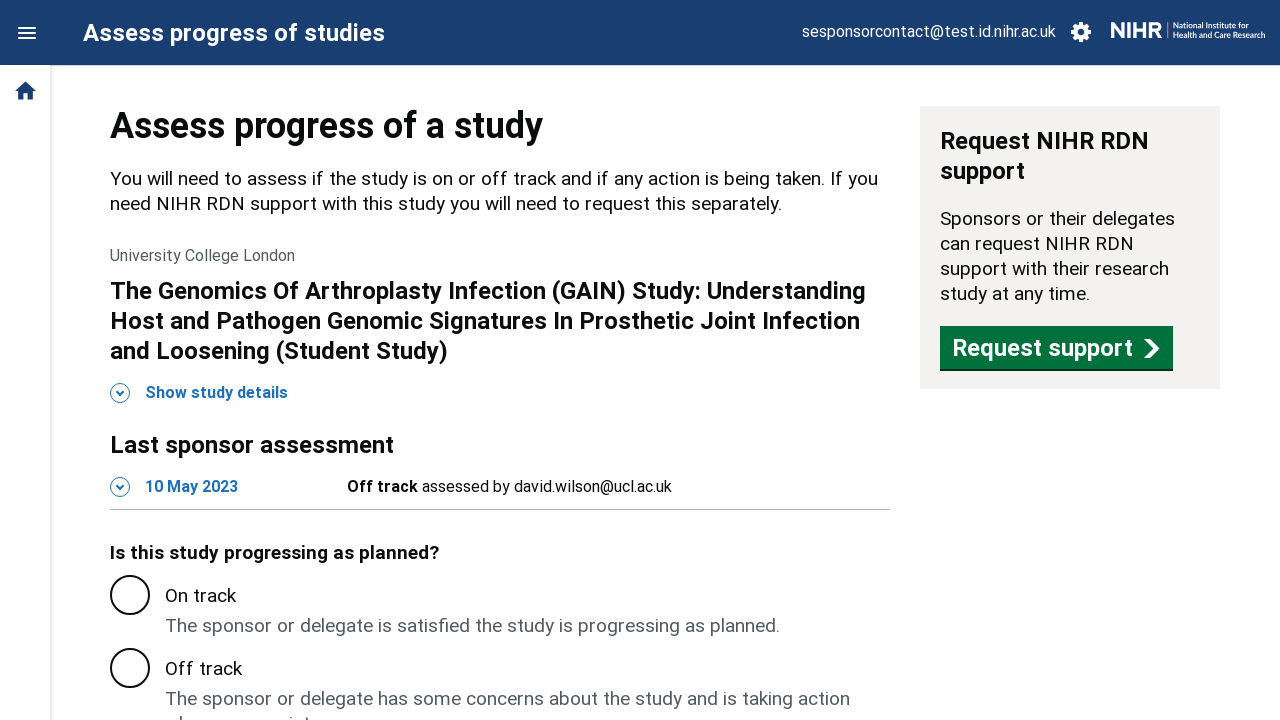 Assess progress of studies
sesponsorcontact@test.id.nihr.ac.uk
NIHR | National Institute for
Health and Care Research
Assess progress of a study
You will need to assess if the study is on or off track and if any action is being taken. If you
need NIHR RDN support with this study you will need to request this separately.
University College London
The Genomics Of Arthroplasty Infection (GAIN) Study: Understanding
Host and Pathogen Genomic Signatures In Prosthetic Joint Infection
and Loosening (Student Study)
Show study details
Last sponsor assessment
10 May 2023
Off track assessed by david.wilson@ucl.ac.uk
Is this study progressing as planned?
On track
The sponsor or delegate is satisfied the study is progressing as planned.
Off track
The sponsor or delegate has some concerns about the study and is taking action
Request NIHR RDN
support
Sponsors or their delegates
can request NIHR RDN
support with their research
study at any time.
Request support